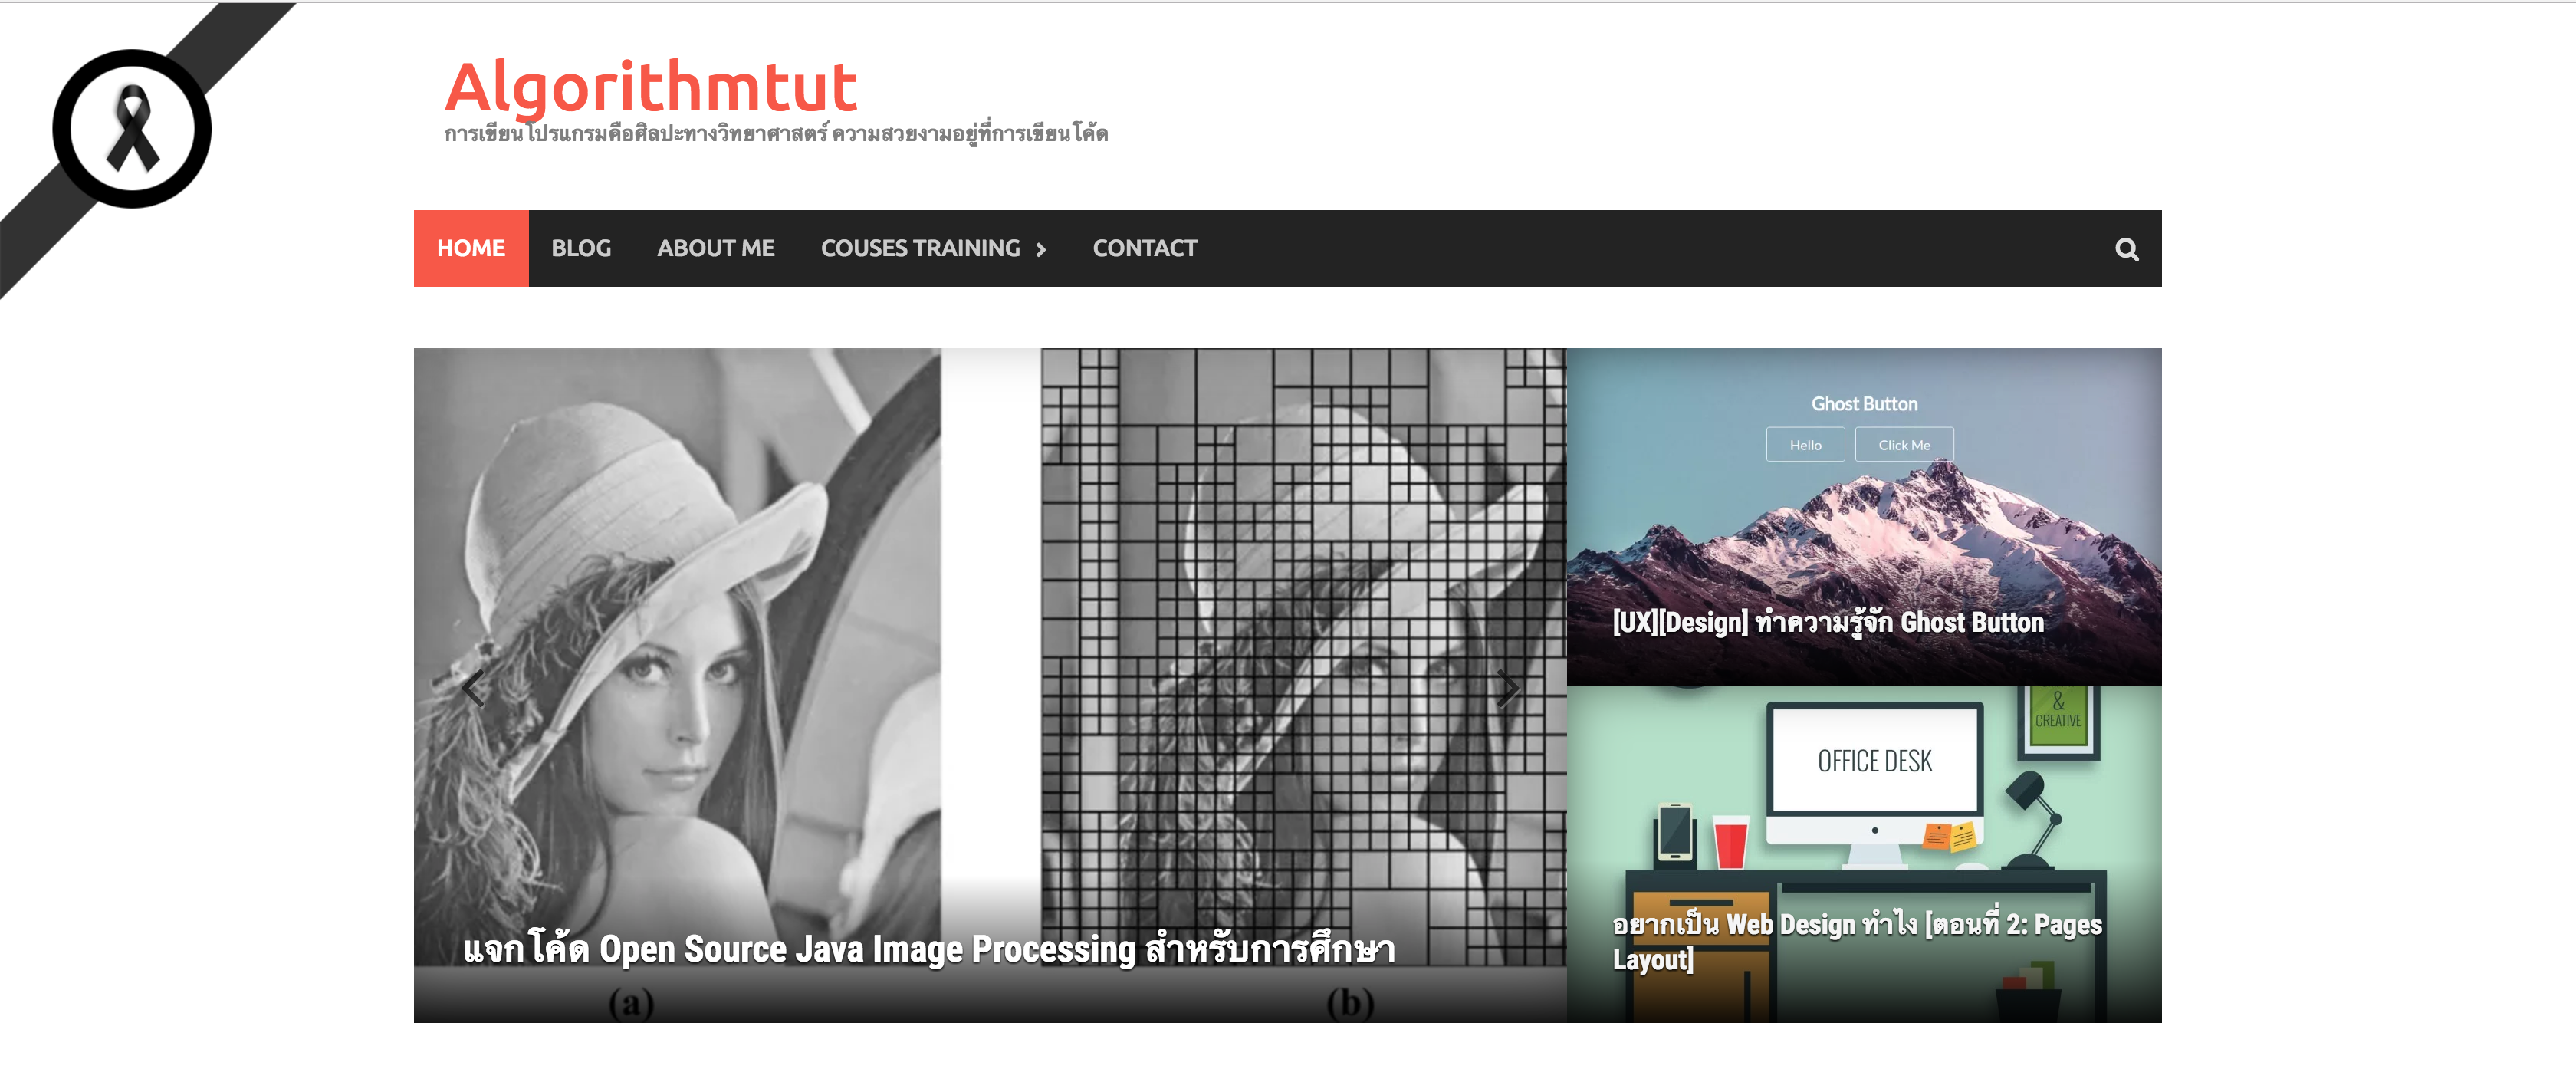 Algorithmtut
การเขียนโปรแกรมคือศิลปะทางวิทยาศาสตร์ ความสวยงามอยู่ที่การเขียนโค้ด
HOME BLOG ABOUT ME COUSES TRAINING CONTACT
Ghost Button
Hello Click Me
[UX][Design] ทำความรู้จัก Ghost Button
&
CREATIVE
OFFICE DESK
แจกโค้ด Open Source Java Image Processing สำหรับการศึกษา
(a) (b)
อยากเป็น Web Design ทำไง [ตอนที่ 2: Pages
Layout]